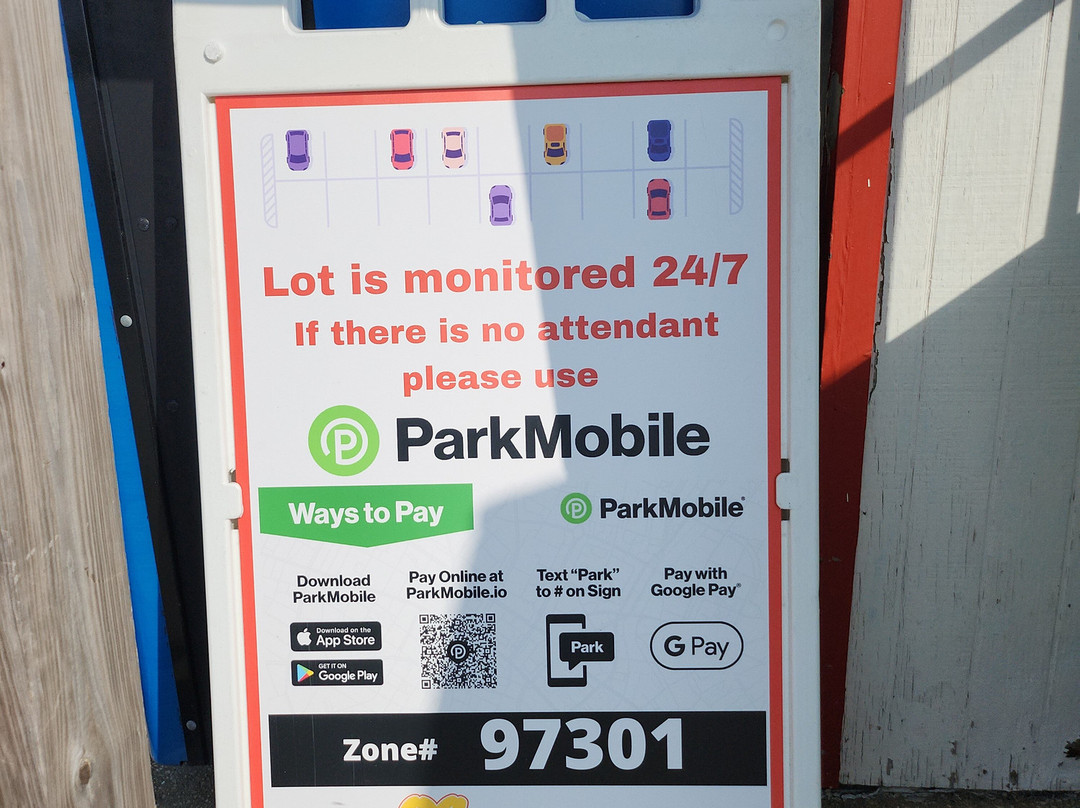 Lot is monitored 24/7
If there is no attendant
please use
ParkMobile
Ways to Pay
ParkMobile®
Download
ParkMobile
Pay Online at
ParkMobile.io
Text “Park”
to # on Sign
Pay with
Google Pay®
Download on the
App Store
GET IT ON
Google Play
Park
G Pay
Zone# 97301